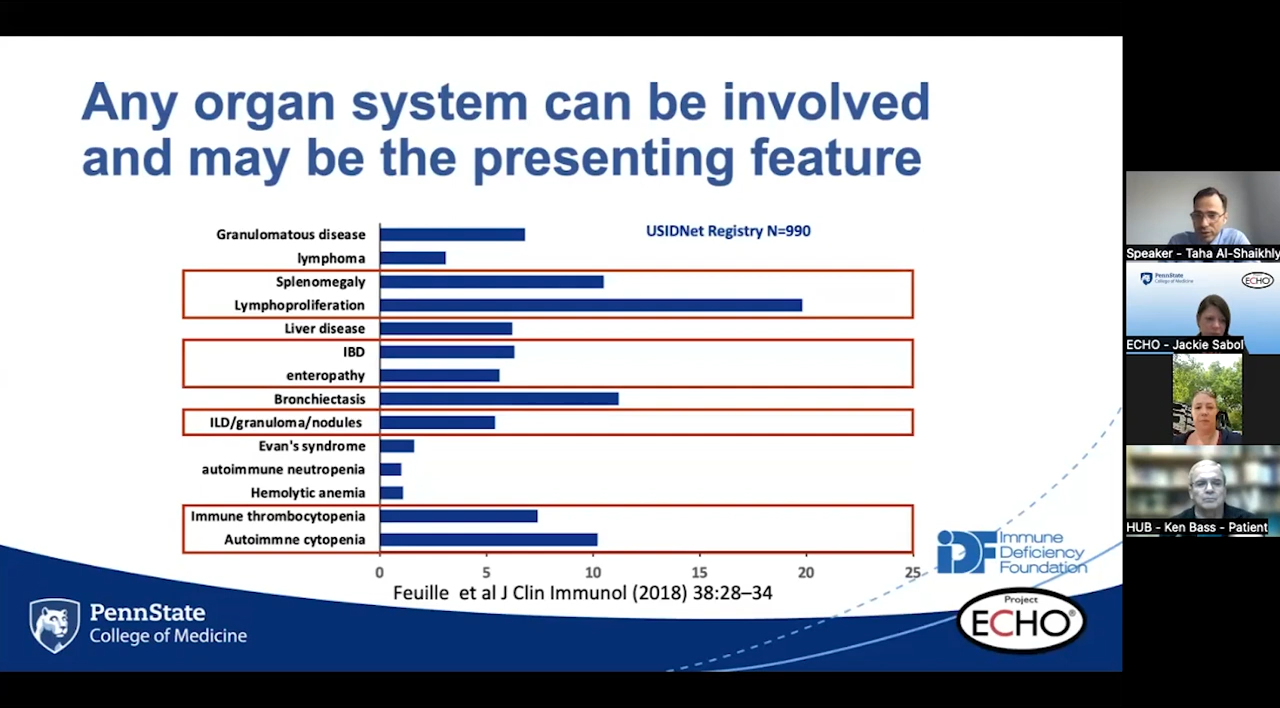 Any organ system can be involved
and may be the presenting feature
USIDNet Registry N=990
Granulomatous disease
lymphoma
Splenomegaly
Lymphoproliferation
Liver disease
IBD
enteropathy
Bronchiectasis
ILD/granuloma/nodules
Evan's syndrome
autoimmune neutropenia
Hemolytic anemia
Immune thrombocytopenia
Autoimmne cytopenia
0 5 10 15 20 25
Feuille et al J Clin Immunol (2018) 38:28–34
PennState
College of Medicine
IDF Immune
Deficiency
Foundation
Project
ECHO®
Speaker - Taha Al-Shaikhly
PennState
College of Medicine
ECHO
ECHO - Jackie Sabol
HUB - Ken Bass - Patient